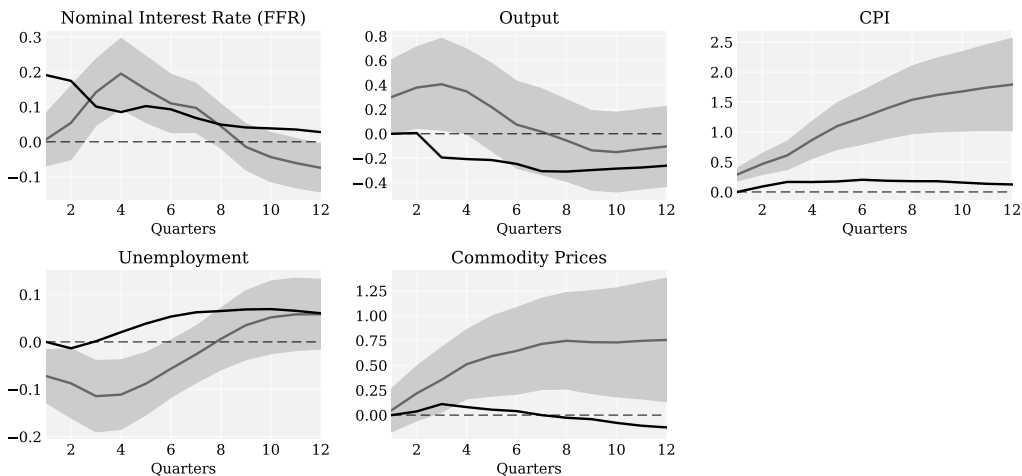 Nominal Interest Rate (FFR)
0.3
0.2
0.1
0.0
−0.1
2 4 6 8 10 12
Quarters
Output
0.8
0.6
0.4
0.2
0.0
−0.2
−0.4
2 4 6 8 10 12
Quarters
CPI
2.5
2.0
1.5
1.0
0.5
0.0
2 4 6 8 10 12
Quarters
Unemployment
0.1
0.0
−0.1
−0.2
2 4 6 8 10 12
Quarters
Commodity Prices
1.25
1.00
0.75
0.50
0.25
0.00
2 4 6 8 10 12
Quarters